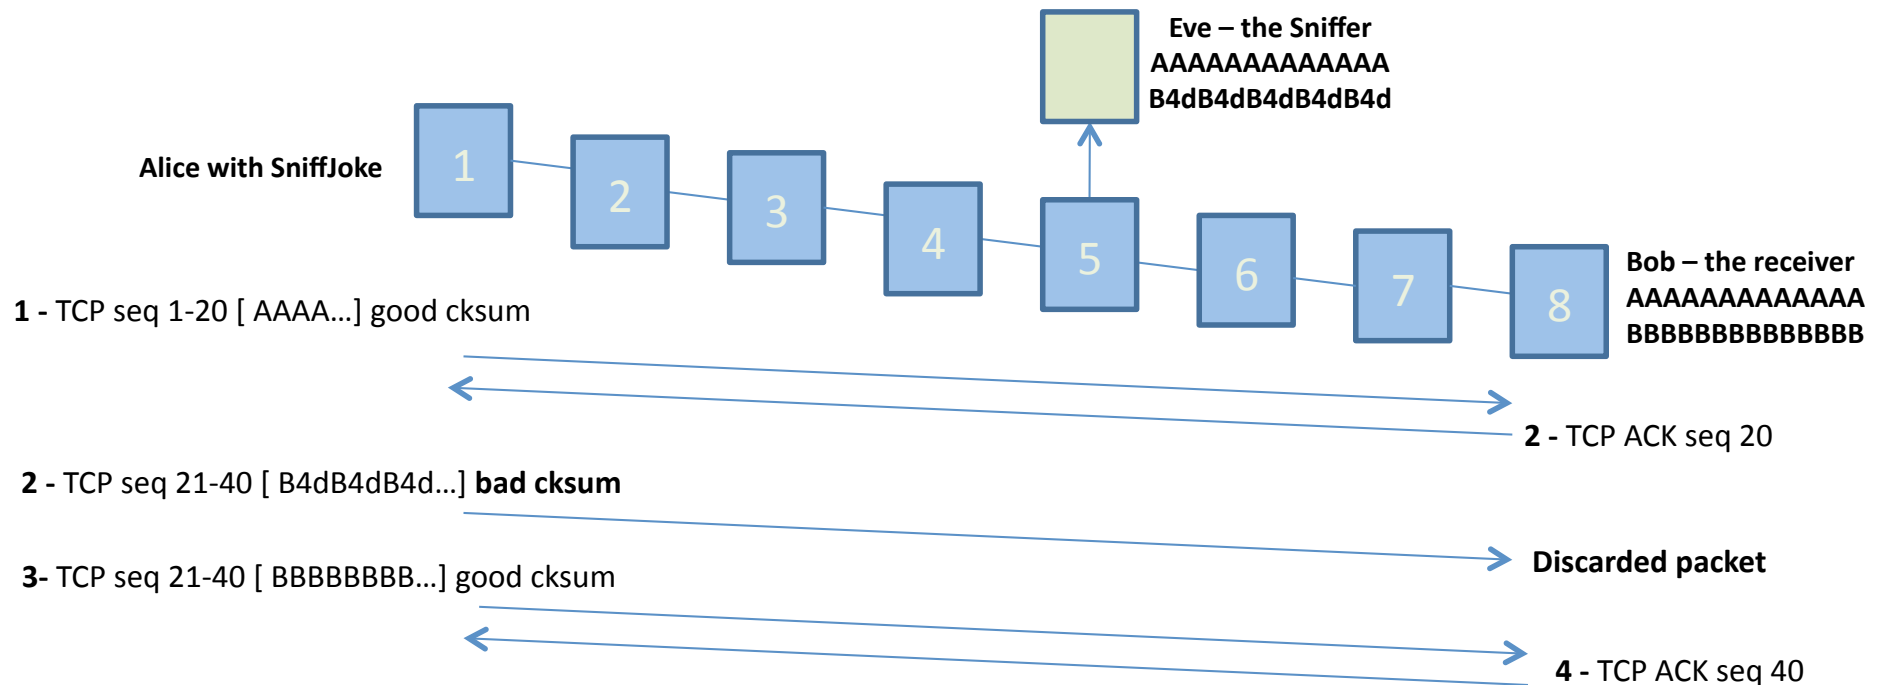 Eve – the Sniffer
AAAAAAAAAAAAA
B4dB4dB4dB4dB4d
Alice with SniffJoke
1
2
3
4
5
6
7
8
Bob – the receiver
AAAAAAAAAAAAA
BBBBBBBBBBBBBB
1 - TCP seq 1-20 [ AAAA...] good cksum
2 - TCP ACK seq 20
2 - TCP seq 21-40 [ B4dB4dB4d...] bad cksum
Discarded packet
3- TCP seq 21-40 [ BBBBBBBB...] good cksum
4 - TCP ACK seq 40